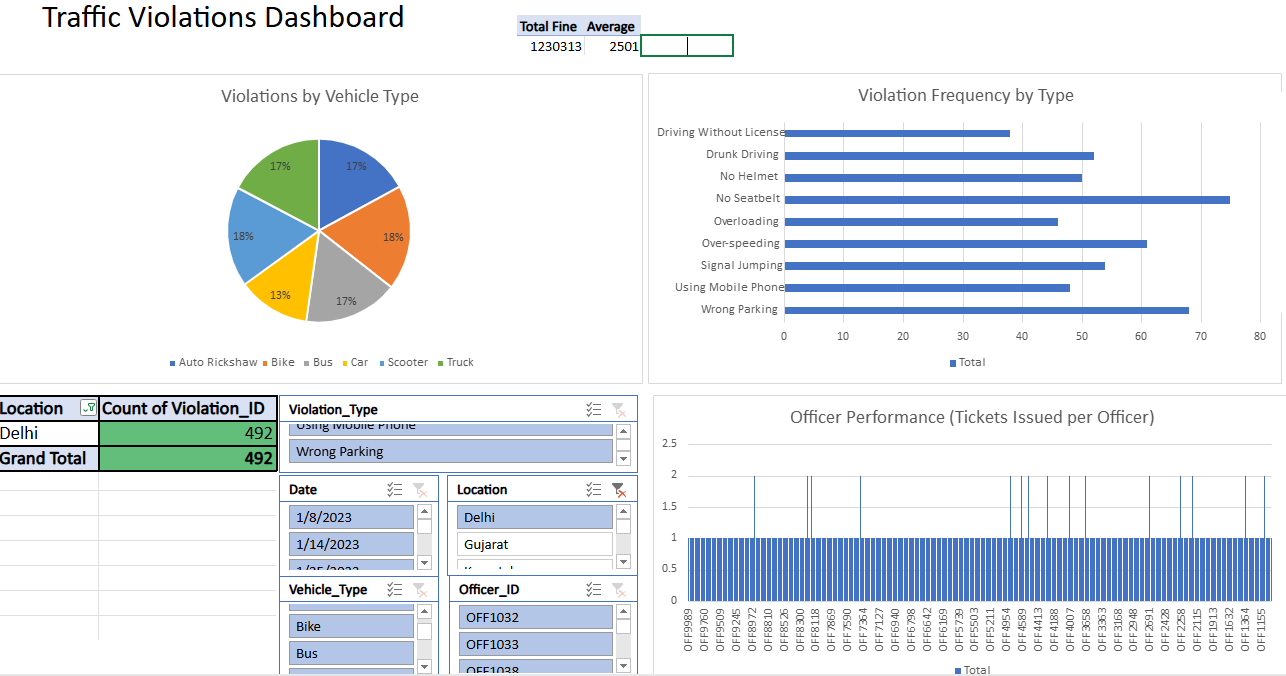 Traffic Violations Dashboard
Total Fine Average
1230313 2501
Violations by Vehicle Type
17%
17%
18%
18%
13%
17%
Auto Rickshaw Bike Bus Car Scooter Truck
Violation Frequency by Type
Driving Without License
Drunk Driving
No Helmet
No Seatbelt
Overloading
Over-speeding
Signal Jumping
Using Mobile Phone
Wrong Parking
0 10 20 30 40 50 60 70 80
Total
Location Count of Violation_ID
Delhi 492
Grand Total 492
Violation_Type
Using Mobile Phone
Wrong Parking
Date
1/8/2023
1/14/2023
1/25/2023
Location
Delhi
Gujarat
Vehicle_Type
Bike
Bus
Officer_ID
OFF1032
OFF1033
OFF1038
Officer Performance (Tickets Issued per Officer)
2.5
2
1.5
1
0.5
0
OFF9989 OFF9760 OFF9509 OFF9245 OFF8972 OFF8810 OFF8526 OFF8300 OFF8118 OFF7869 OFF7590 OFF7364 OFF7127 OFF6940 OFF6798 OFF6642 OFF6169 OFF5739 OFF5503 OFF5211 OFF4954 OFF4589 OFF4413 OFF4188 OFF4007 OFF3658 OFF3363 OFF3168 OFF2948 OFF2691 OFF2428 OFF2258 OFF2115 OFF1913 OFF1632 OFF1364 OFF1155
Total